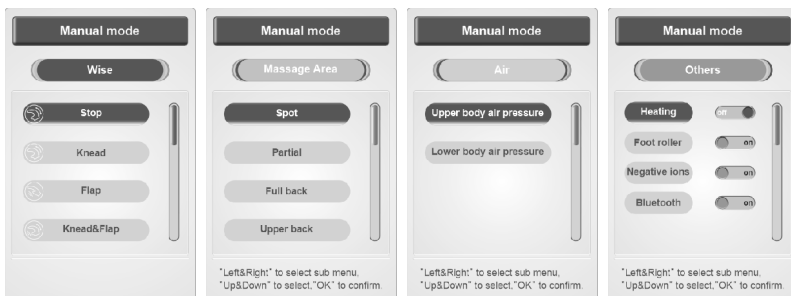 Manual mode
Wise
Stop
Knead
Flap
Knead&Flap
Manual mode
Massage Area
Spot
Partial
Full back
Upper back
"Left&Right" to select sub menu,
"Up&Down" to select,"OK" to confirm.
Manual mode
Air
Upper body air pressure
Lower body air pressure
"Left&Right" to select sub menu,
"Up&Down" to select,"OK" to confirm.
Manual mode
Others
Heating off
Foot roller on
Negative ions on
Bluetooth on
"Left&Right" to select sub menu,
"Up&Down" to select,"OK" to confirm.